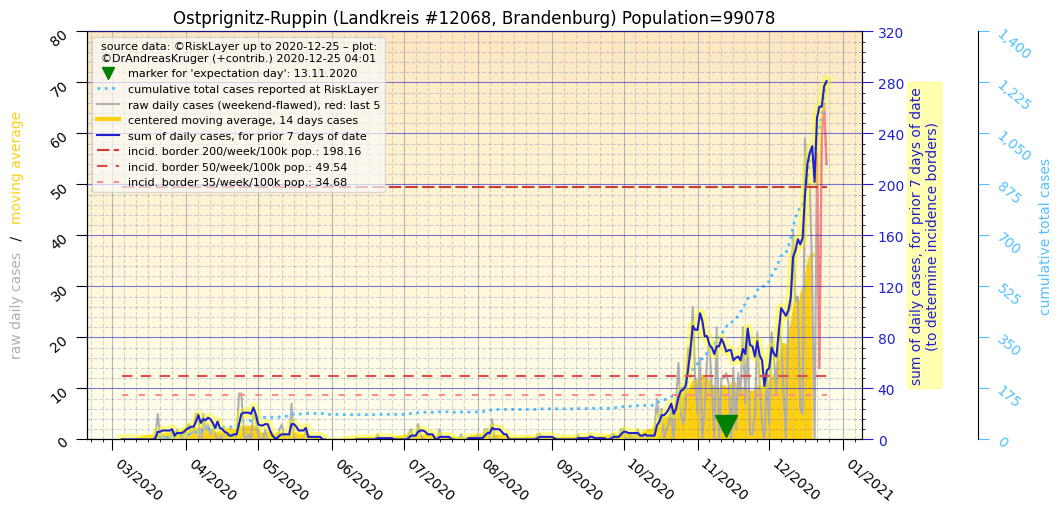 Ostprignitz-Ruppin (Landkreis #12068, Brandenburg) Population=99078
source data: ©RiskLayer up to 2020-12-25 – plot:
©DrAndreasKruger (+contrib.) 2020-12-25 04:01
marker for 'expectation day': 13.11.2020
cumulative total cases reported at RiskLayer
raw daily cases (weekend-flawed), red: last 5
centered moving average, 14 days cases
sum of daily cases, for prior 7 days of date
incid. border 200/week/100k pop.: 198.16
incid. border 50/week/100k pop.: 49.54
incid. border 35/week/100k pop.: 34.68
raw daily cases / moving average
80
70
60
50
40
30
20
10
0
03/2020
04/2020
05/2020
06/2020
07/2020
08/2020
09/2020
10/2020
11/2020
12/2020
01/2021
320
280
240
200
160
120
80
40
0
sum of daily cases, for prior 7 days of date
(to determine incidence borders)
1,400
1,225
1,050
875
700
525
350
175
0
cumulative total cases